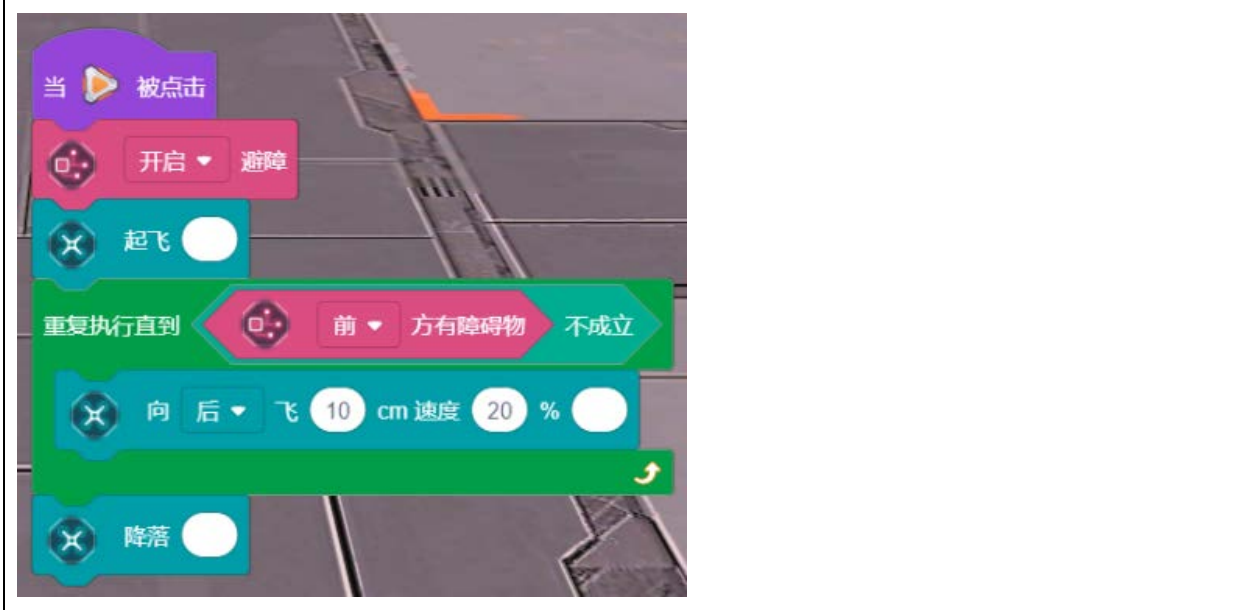 当 被点击
开启 避障
起飞
重复执行直到 前 方有障碍物 不成立
向 后 飞 10 cm 速度 20 %
降落